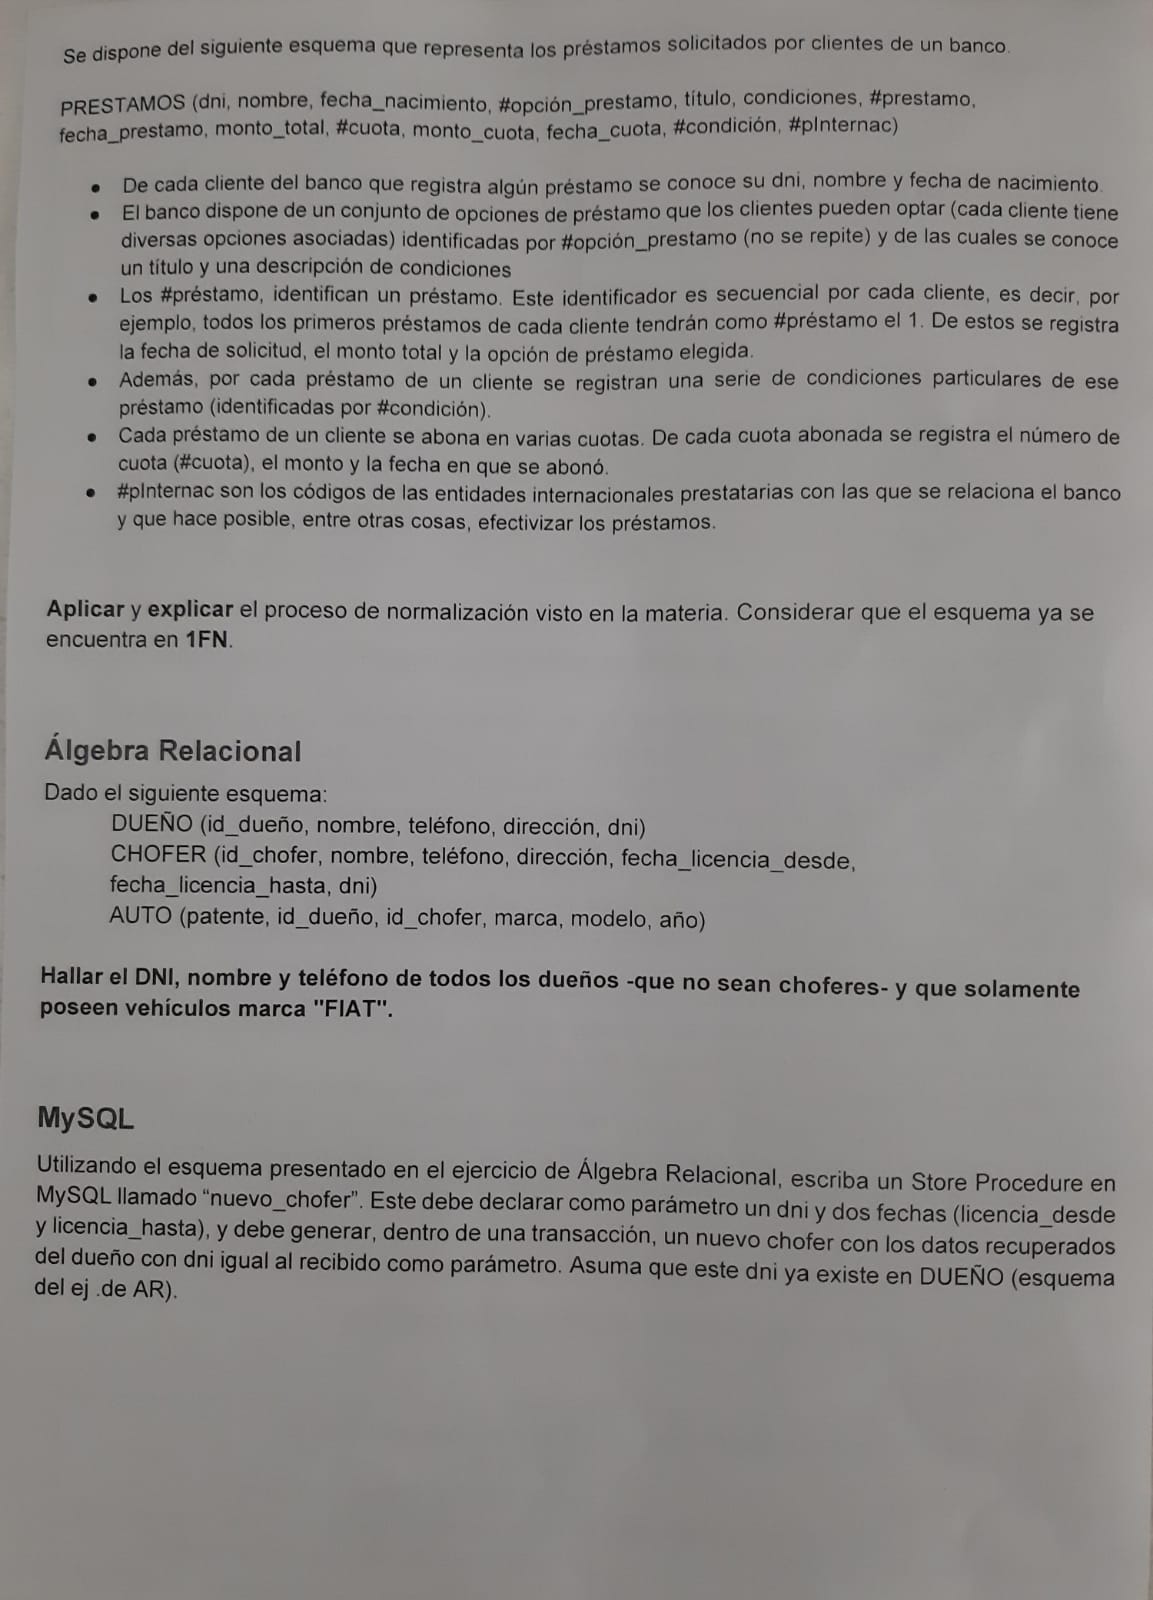 Se dispone del siguiente esquema que representa los préstamos solicitados por clientes de un banco.
PRESTAMOS (dni, nombre, fecha_nacimiento, #opción_prestamo, título, condiciones, #prestamo,
fecha_prestamo, monto_total, #cuota, monto_cuota, fecha_cuota, #condición, #pInternac)
• De cada cliente del banco que registra algún préstamo se conoce su dni, nombre y fecha de nacimiento.
• El banco dispone de un conjunto de opciones de préstamo que los clientes pueden optar (cada cliente tiene
diversas opciones asociadas) identificadas por #opción_prestamo (no se repite) y de las cuales se conoce
un título y una descripción de condiciones
• Los #préstamo, identifican un préstamo. Este identificador es secuencial por cada cliente, es decir, por
ejemplo, todos los primeros préstamos de cada cliente tendrán como #préstamo el 1. De estos se registra
la fecha de solicitud, el monto total y la opción de préstamo elegida.
• Además, por cada préstamo de un cliente se registran una serie de condiciones particulares de ese
préstamo (identificadas por #condición).
• Cada préstamo de un cliente se abona en varias cuotas. De cada cuota abonada se registra el número de
cuota (#cuota), el monto y la fecha en que se abonó.
• #pInternac son los códigos de las entidades internacionales prestatarias con las que se relaciona el banco
y que hace posible, entre otras cosas, efectivizar los préstamos.
Aplicar y explicar el proceso de normalización visto en la materia. Considerar que el esquema ya se
encuentra en 1FN.
Álgebra Relacional
Dado el siguiente esquema:
DUEÑO (id_dueño, nombre, teléfono, dirección, dni)
CHOFER (id_chofer, nombre, teléfono, dirección, fecha_licencia_desde,
fecha_licencia_hasta, dni)
AUTO (patente, id_dueño, id_chofer, marca, modelo, año)
Hallar el DNI, nombre y teléfono de todos los dueños -que no sean choferes- y que solamente
poseen vehículos marca "FIAT".
MySQL
Utilizando el esquema presentado en el ejercicio de Álgebra Relacional, escriba un Store Procedure en
MySQL llamado “nuevo_chofer”. Este debe declarar como parámetro un dni y dos fechas (licencia_desde
y licencia_hasta), y debe generar, dentro de una transacción, un nuevo chofer con los datos recuperados
del dueño con dni igual al recibido como parámetro. Asuma que este dni ya existe en DUEÑO (esquema
del ej .de AR).